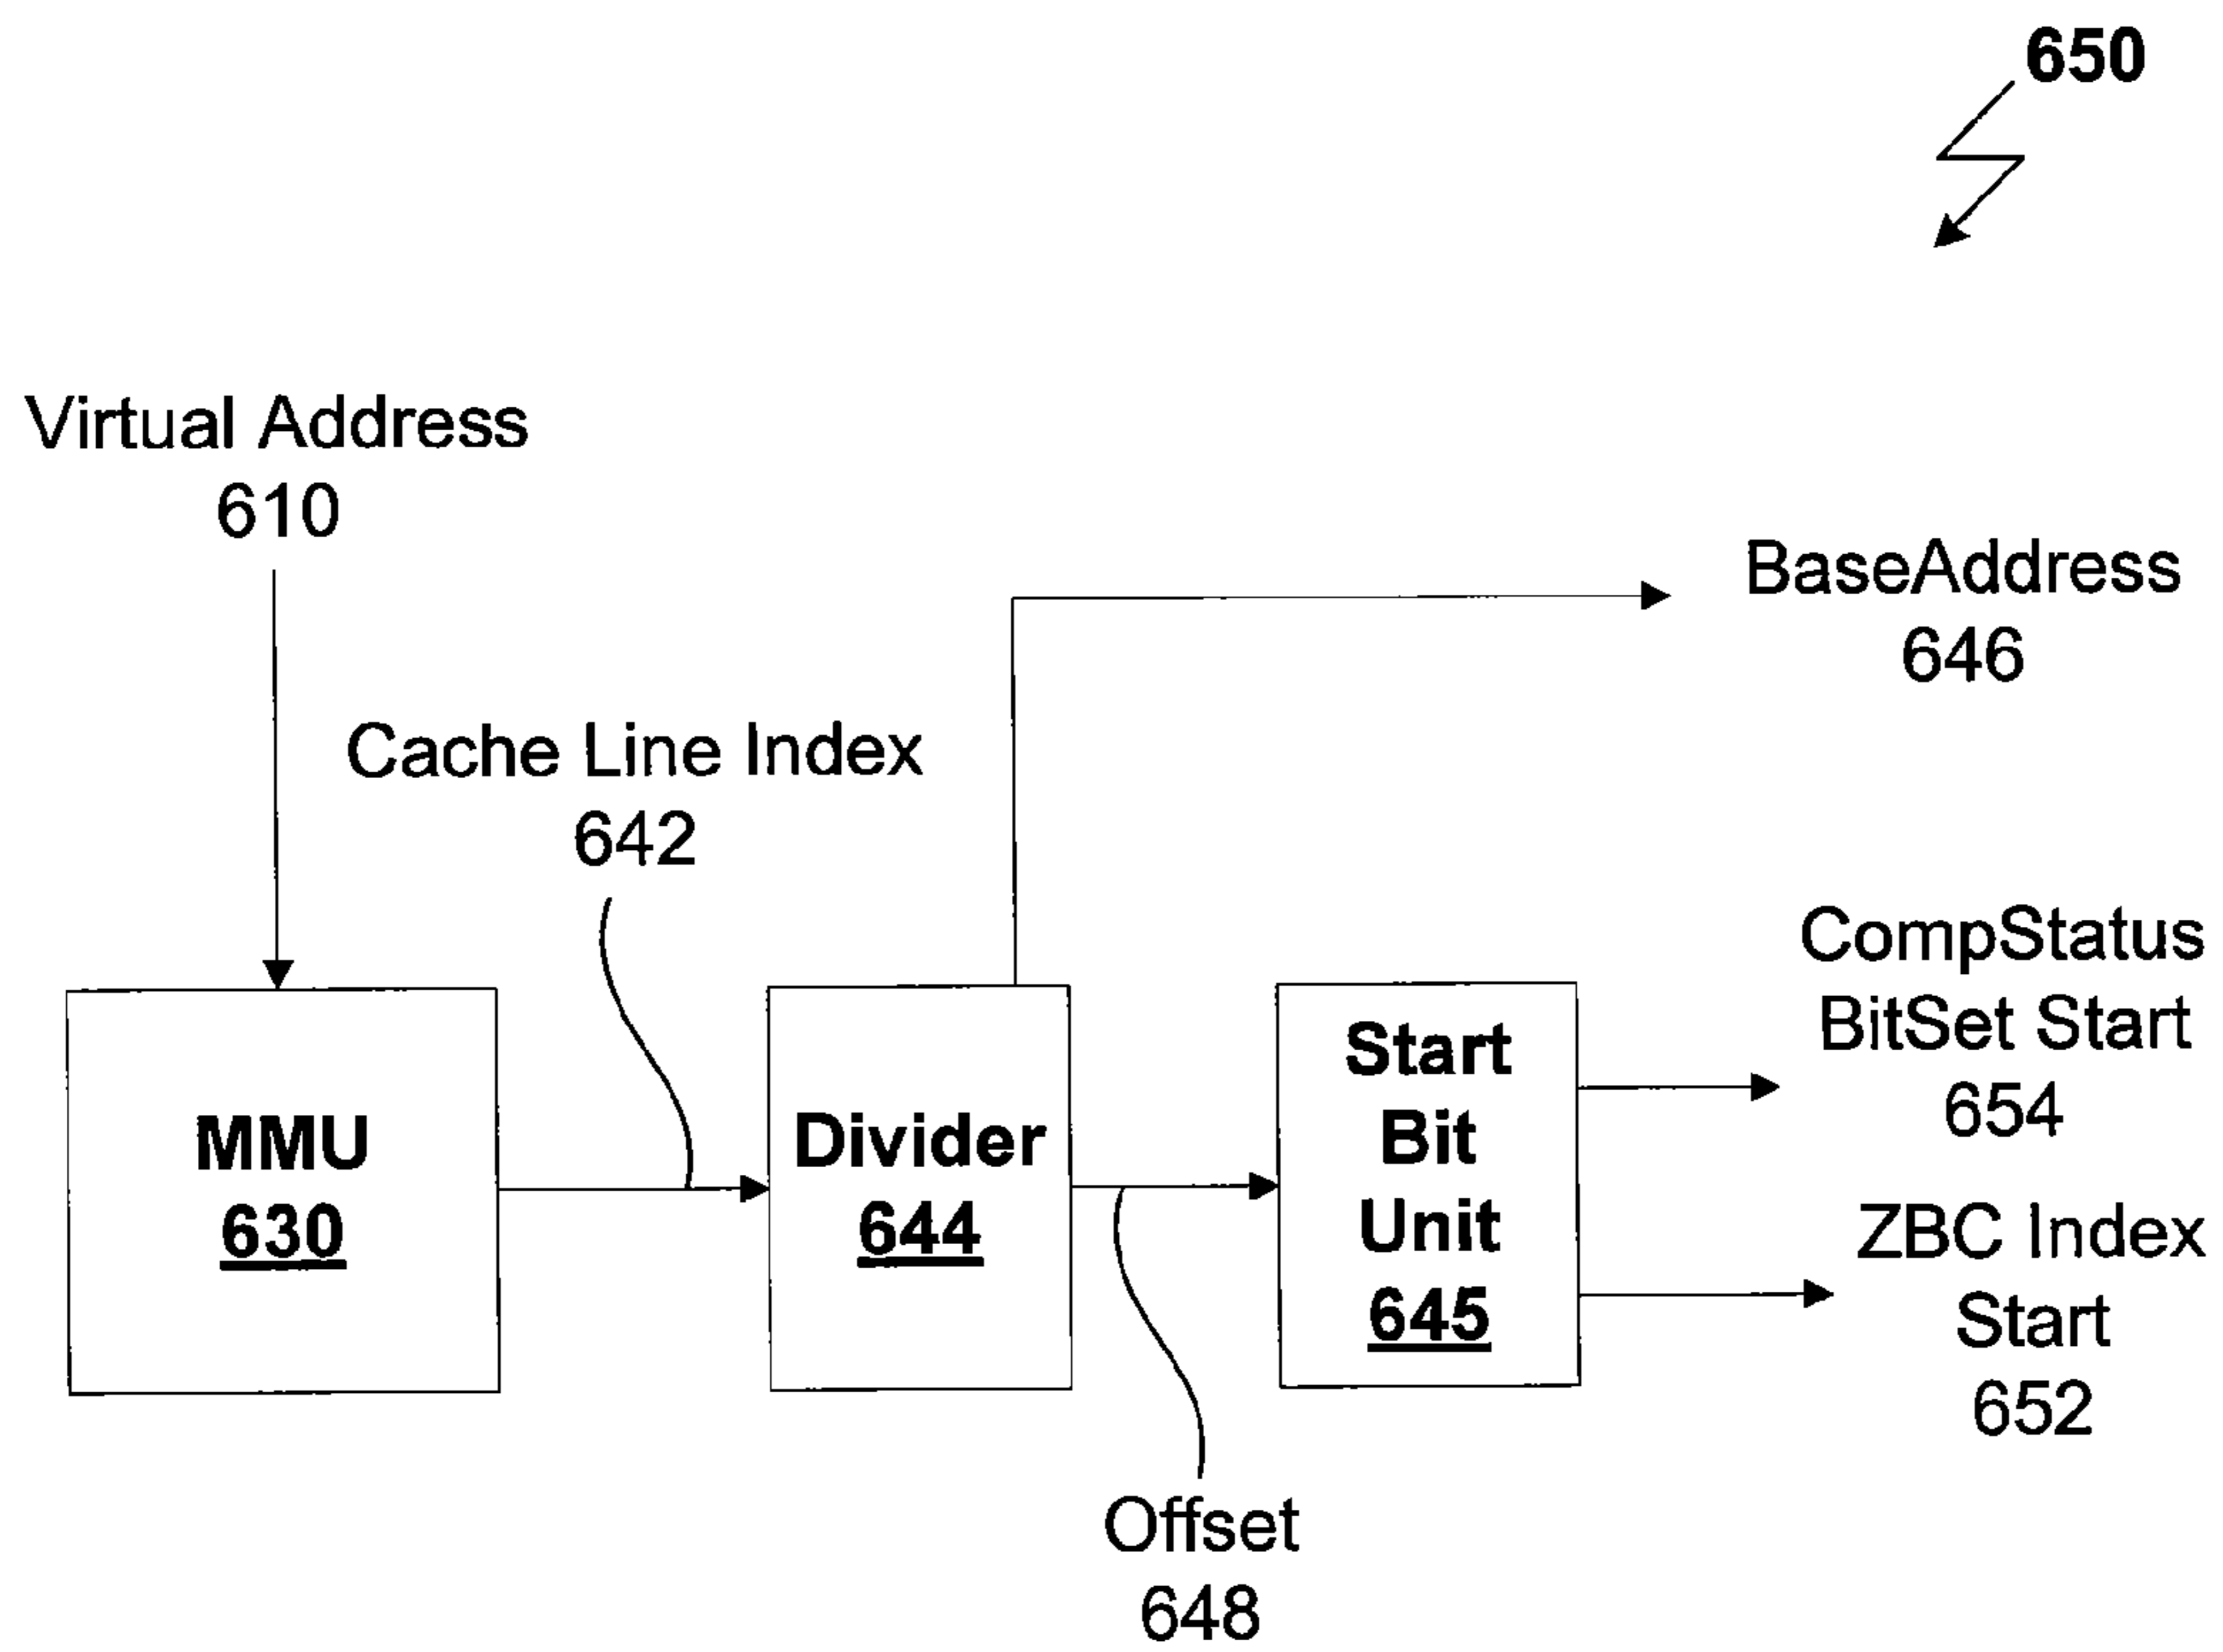 650
Virtual Address
610
BaseAddress
646
Cache Line Index
642
CompStatus
BitSet Start
654
MMU
630
Divider
644
Start
Bit
Unit
645
ZBC Index
Start
652
Offset
648